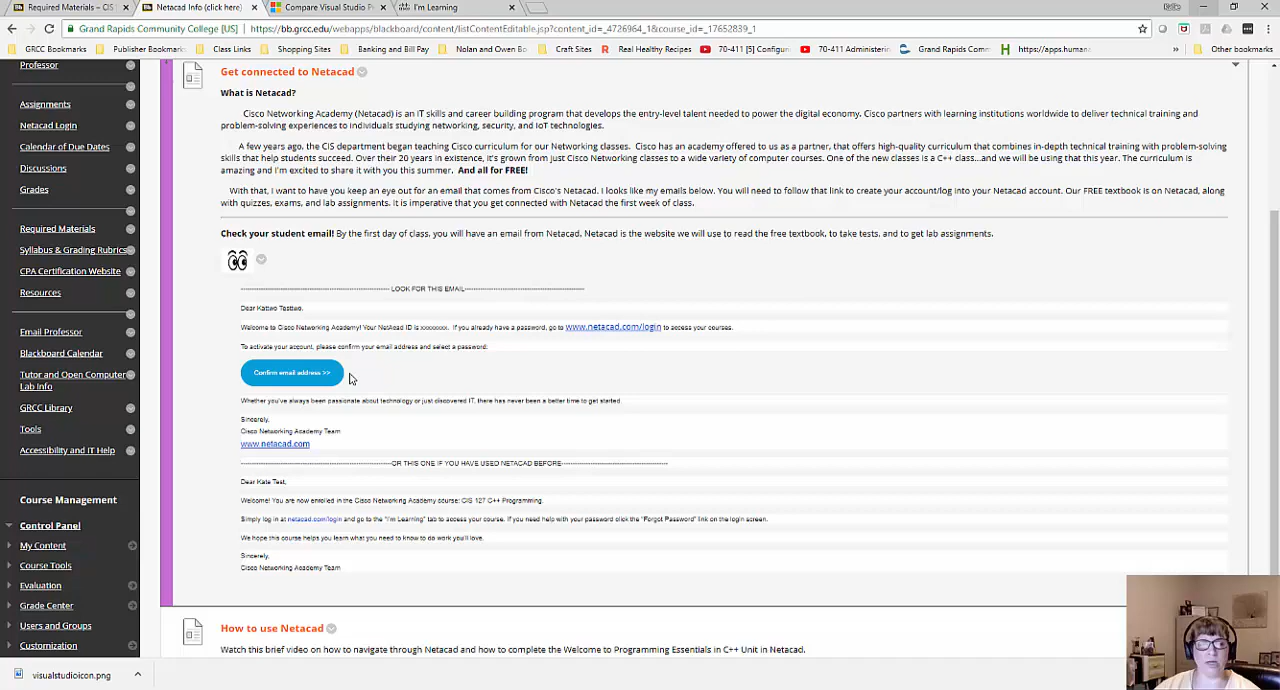 Required Materials – CIS
Netacad Info (click here)
Compare Visual Studio Pr
I'm Learning
Grand Rapids Community College [US]
https://bb.grcc.edu/webapps/blackboard/content/listContentEditable.jsp?content_id=_4726964_1&course_id=_17652839_1
GRCC Bookmarks
Publisher Bookmark
Class Links
Shopping Sites
Banking and Bill Pay
Nolan and Owen Bo
Craft Sites
Real Healthy Recipes
70-411 [5] Configuri
70-411 Administerin
Grand Rapids Comm
https://apps.human
»
Other bookmarks
Professor
Assignments
Netacad Login
Calendar of Due Dates
Discussions
Grades
Required Materials
Syllabus & Grading Rubrics
CPA Certification Website
Resources
Email Professor
Blackboard Calendar
Tutor and Open Computer
Lab Info
GRCC Library
Tools
Accessibility and IT Help
Course Management
Control Panel
My Content
Course Tools
Evaluation
Grade Center
Users and Groups
Customization
Get connected to Netacad
What is Netacad?
Cisco Networking Academy (Netacad) is an IT skills and career building program that develops the entry-level talent needed to power the digital economy. Cisco partners with learning institutions worldwide to deliver technical training and
problem-solving experiences to individuals studying networking, security, and IoT technologies.
A few years ago, the CIS department began teaching Cisco curriculum for our Networking classes. Cisco has an academy offered to us as a partner, that offers high-quality curriculum that combines in-depth technical training with problem-solving
skills that help students succeed. Over their 20 years in existence, it's grown from just Cisco Networking classes to a wide variety of computer courses. One of the new classes is a C++ class...and we will be using that this year. The curriculum is
amazing and I'm excited to share it with you this summer. And all for FREE!
With that, I want to have you keep an eye out for an email that comes from Cisco's Netacad. I looks like my emails below. You will need to follow that link to create your account/log into your Netacad account. Our FREE textbook is on Netacad, along
with quizzes, exams, and lab assignments. It is imperative that you get connected with Netacad the first week of class.
Check your student email! By the first day of class, you will have an email from Netacad. Netacad is the website we will use to read the free textbook, to take tests, and to get lab assignments.
LOOK FOR THIS EMAIL
Dear Kattwo Testtwo,
Welcome to Cisco Networking Academy! Your NetAcad ID is xxxxxxxx. If you already have a password, go to www.netacad.com/login to access your courses.
To activate your account, please confirm your email address and select a password:
Confirm email address >>
Whether you've always been passionate about technology or just discovered IT, there has never been a better time to get started.
Sincerely,
Cisco Networking Academy Team
www.netacad.com
OR THIS ONE IF YOU HAVE USED NETACAD BEFORE
Dear Kate Test,
Welcome! You are now enrolled in the Cisco Networking Academy course: CIS 127 C++ Programming.
Simply log in at netacad.com/login and go to the "I'm Learning" tab to access your course. If you need help with your password click the "Forgot Password" link on the login screen.
We hope this course helps you learn what you need to know to do work you'll love.
Sincerely,
Cisco Networking Academy Team
How to use Netacad
Watch this brief video on how to navigate through Netacad and how to complete the Welcome to Programming Essentials in C++ Unit in Netacad.
visualstudioicon.png